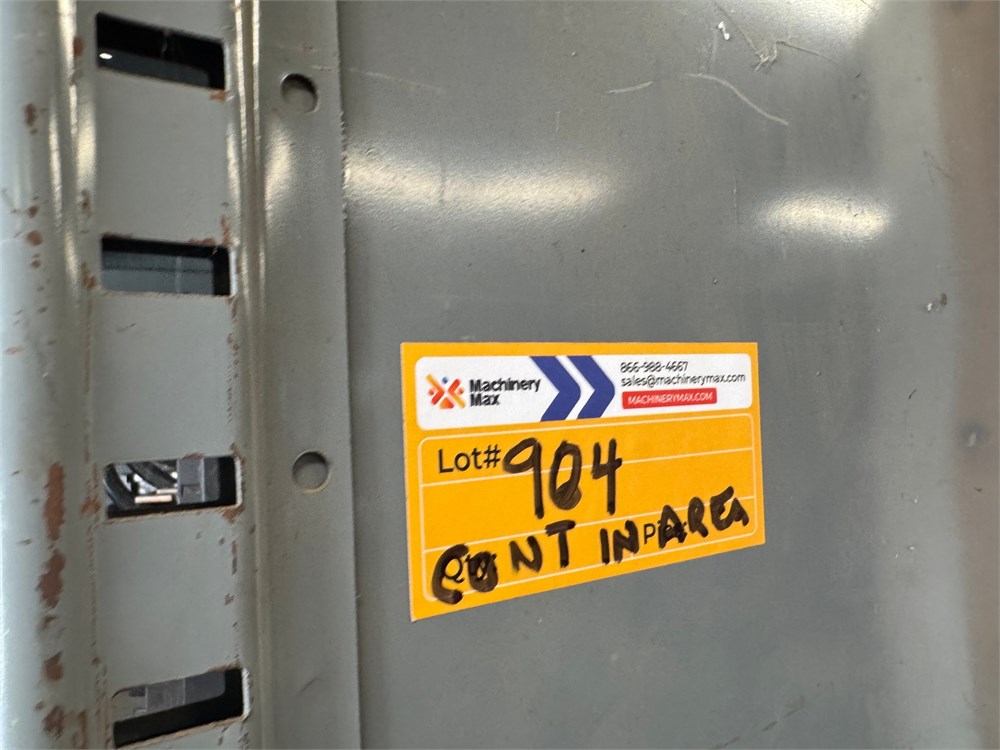 Machinery
Max
866-988-4667
sales@machinerymax.com
MACHINERYMAX.COM
Lot# 904
CONT IN AREA
Qty: